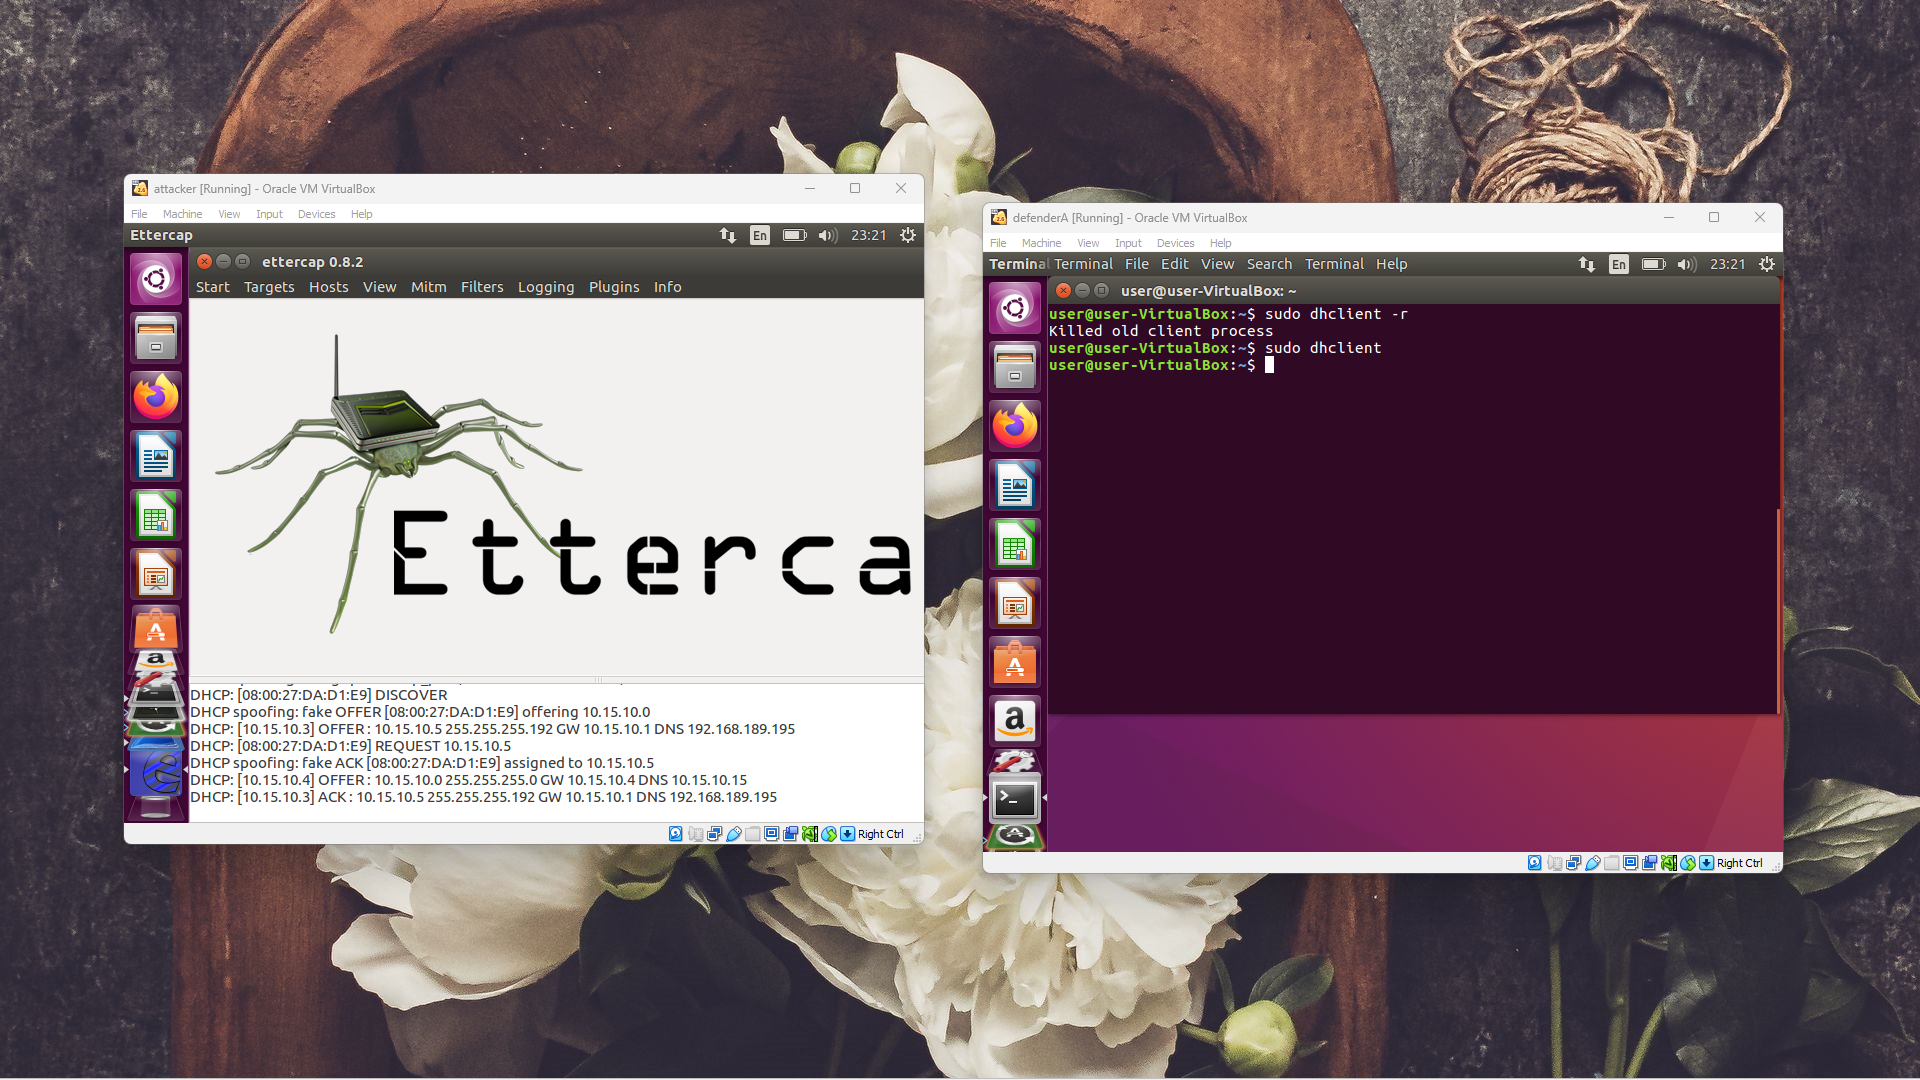 attacker [Running] - Oracle VM VirtualBox
File Machine View Input Devices Help
Ettercap En 23:21
ettercap 0.8.2
Start Targets Hosts View Mitm Filters Logging Plugins Info
Etterca
DHCP: [08:00:27:DA:D1:E9] DISCOVER
DHCP spoofing: fake OFFER [08:00:27:DA:D1:E9] offering 10.15.10.0
DHCP: [10.15.10.3] OFFER : 10.15.10.5 255.255.255.192 GW 10.15.10.1 DNS 192.168.189.195
DHCP: [08:00:27:DA:D1:E9] REQUEST 10.15.10.5
DHCP spoofing: fake ACK [08:00:27:DA:D1:E9] assigned to 10.15.10.5
DHCP: [10.15.10.4] OFFER : 10.15.10.0 255.255.255.0 GW 10.15.10.4 DNS 10.15.10.15
DHCP: [10.15.10.3] ACK : 10.15.10.5 255.255.255.192 GW 10.15.10.1 DNS 192.168.189.195
Right Ctrl
defenderA [Running] - Oracle VM VirtualBox
File Machine View Input Devices Help
Terminal Terminal File Edit View Search Terminal Help En 23:21
user@user-VirtualBox: ~
user@user-VirtualBox:~$ sudo dhclient -r
Killed old client process
user@user-VirtualBox:~$ sudo dhclient
user@user-VirtualBox:~$
Right Ctrl